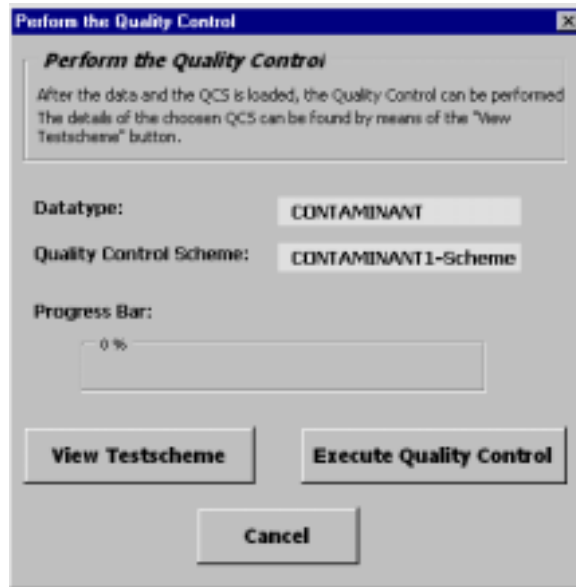 Perform the Quality Control
Perform the Quality Control
After the data and the QCS is loaded, the Quality Control can be performed
The details of the choosen QCS can be found by means of the "View
Testscheme" button.
Datatype:
CONTAMINANT
Quality Control Scheme:
CONTAMINANT1-Scheme
Progress Bar:
0 %
View Testscheme
Execute Quality Control
Cancel